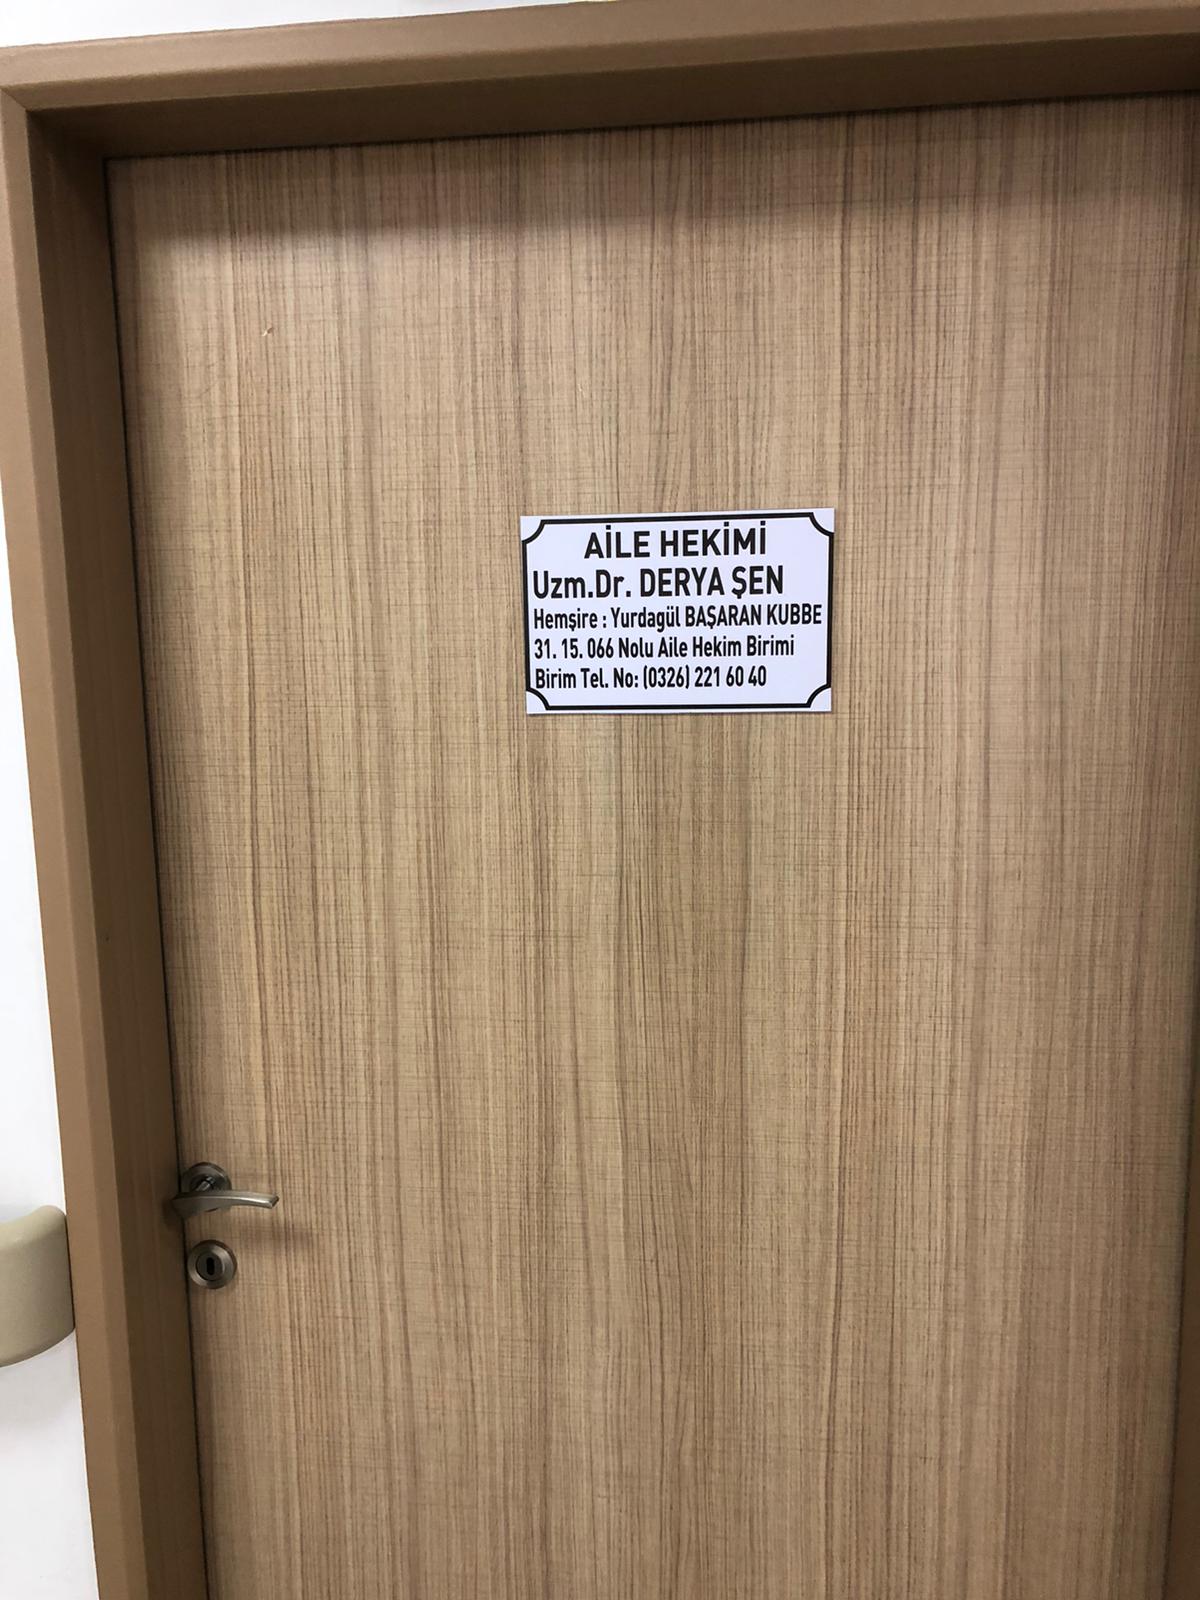 AİLE HEKİMİ
Uzm.Dr. DERYA ŞEN
Hemşire : Yurdagül BAŞARAN KUBBE
31. 15. 066 Nolu Aile Hekim Birimi
Birim Tel. No: (0326) 221 60 40